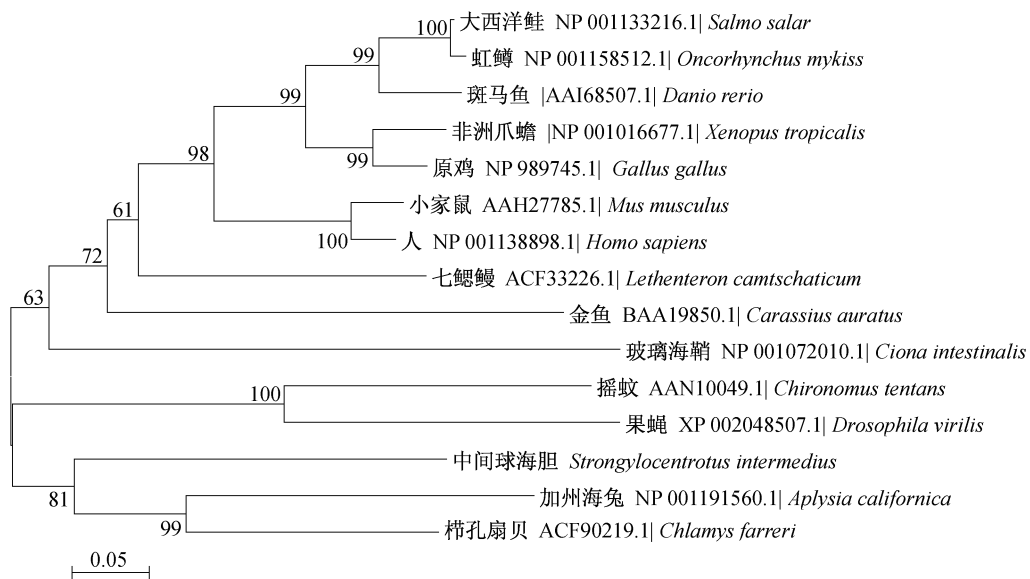 100 大西洋鲑 NP 001133216.1| Salmo salar
99 虹鳟 NP 001158512.1| Oncorhynchus mykiss
99 斑马鱼 |AAI68507.1| Danio rerio
非洲爪蟾 |NP 001016677.1| Xenopus tropicalis
98 99 原鸡 NP 989745.1| Gallus gallus
61 小家鼠 AAH27785.1| Mus musculus
100 人 NP 001138898.1| Homo sapiens
72 七鳃鳗 ACF33226.1| Lethenteron camtschaticum
63 金鱼 BAA19850.1| Carassius auratus
玻璃海鞘 NP 001072010.1| Ciona intestinalis
100 摇蚊 AAN10049.1| Chironomus tentans
果蝇 XP 002048507.1| Drosophila virilis
中间球海胆 Strongylocentrotus intermedius
81 加州海兔 NP 001191560.1| Aplysia californica
99 栉孔扇贝 ACF90219.1| Chlamys farreri
0.05